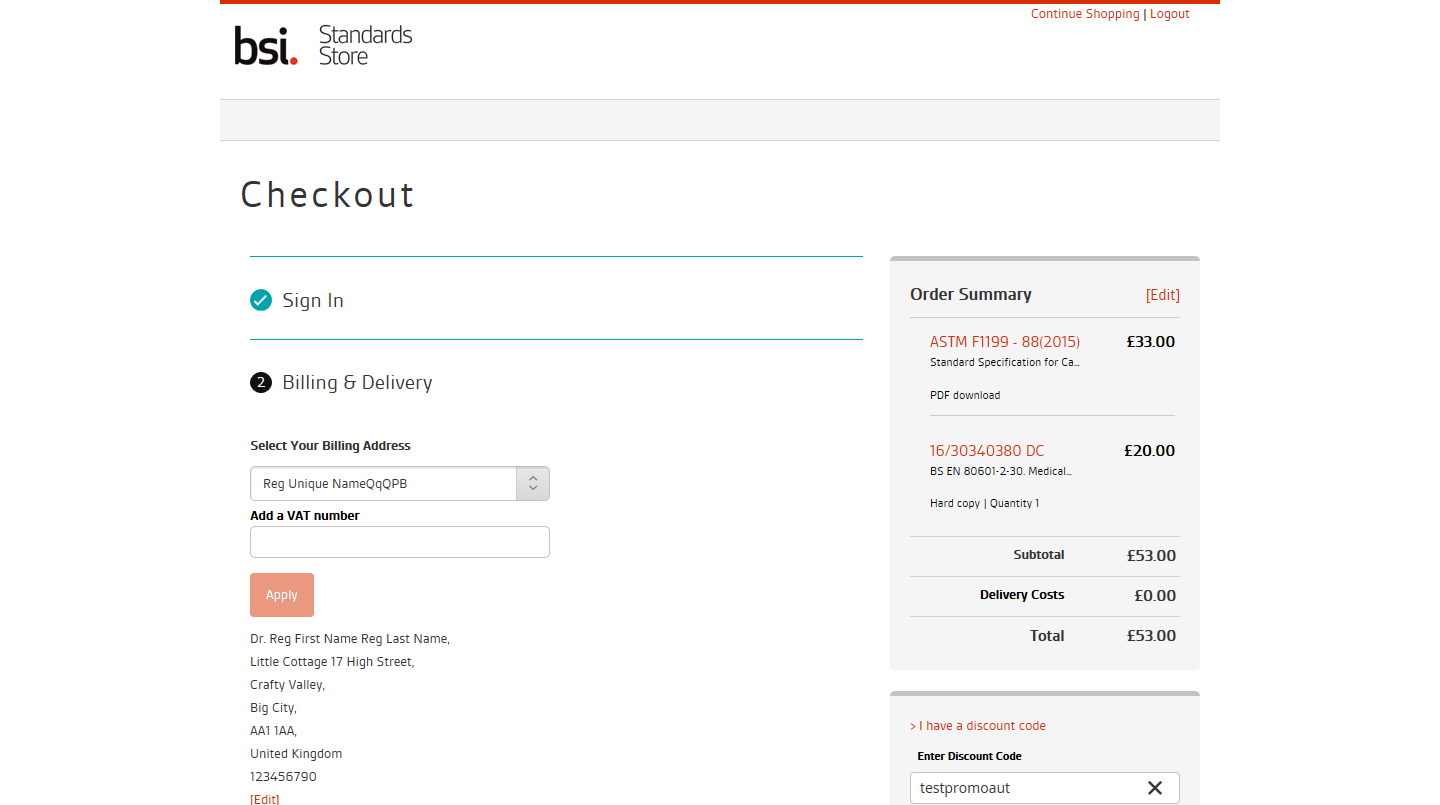 Continue Shopping | Logout
bsi. Standards Store
Checkout
Sign In
2 Billing & Delivery
Select Your Billing Address
Reg Unique NameQqQPB
Add a VAT number
Apply
Dr. Reg First Name Reg Last Name,
Little Cottage 17 High Street,
Crafty Valley,
Big City,
AA1 1AA,
United Kingdom
123456790
[Edit]
Order Summary [Edit]
ASTM F1199 - 88(2015) £33.00
Standard Specification for Ca...
PDF download
16/30340380 DC £20.00
BS EN 80601-2-30. Medical...
Hard copy | Quantity 1
Subtotal £53.00
Delivery Costs £0.00
Total £53.00
> I have a discount code
Enter Discount Code
testpromoaut